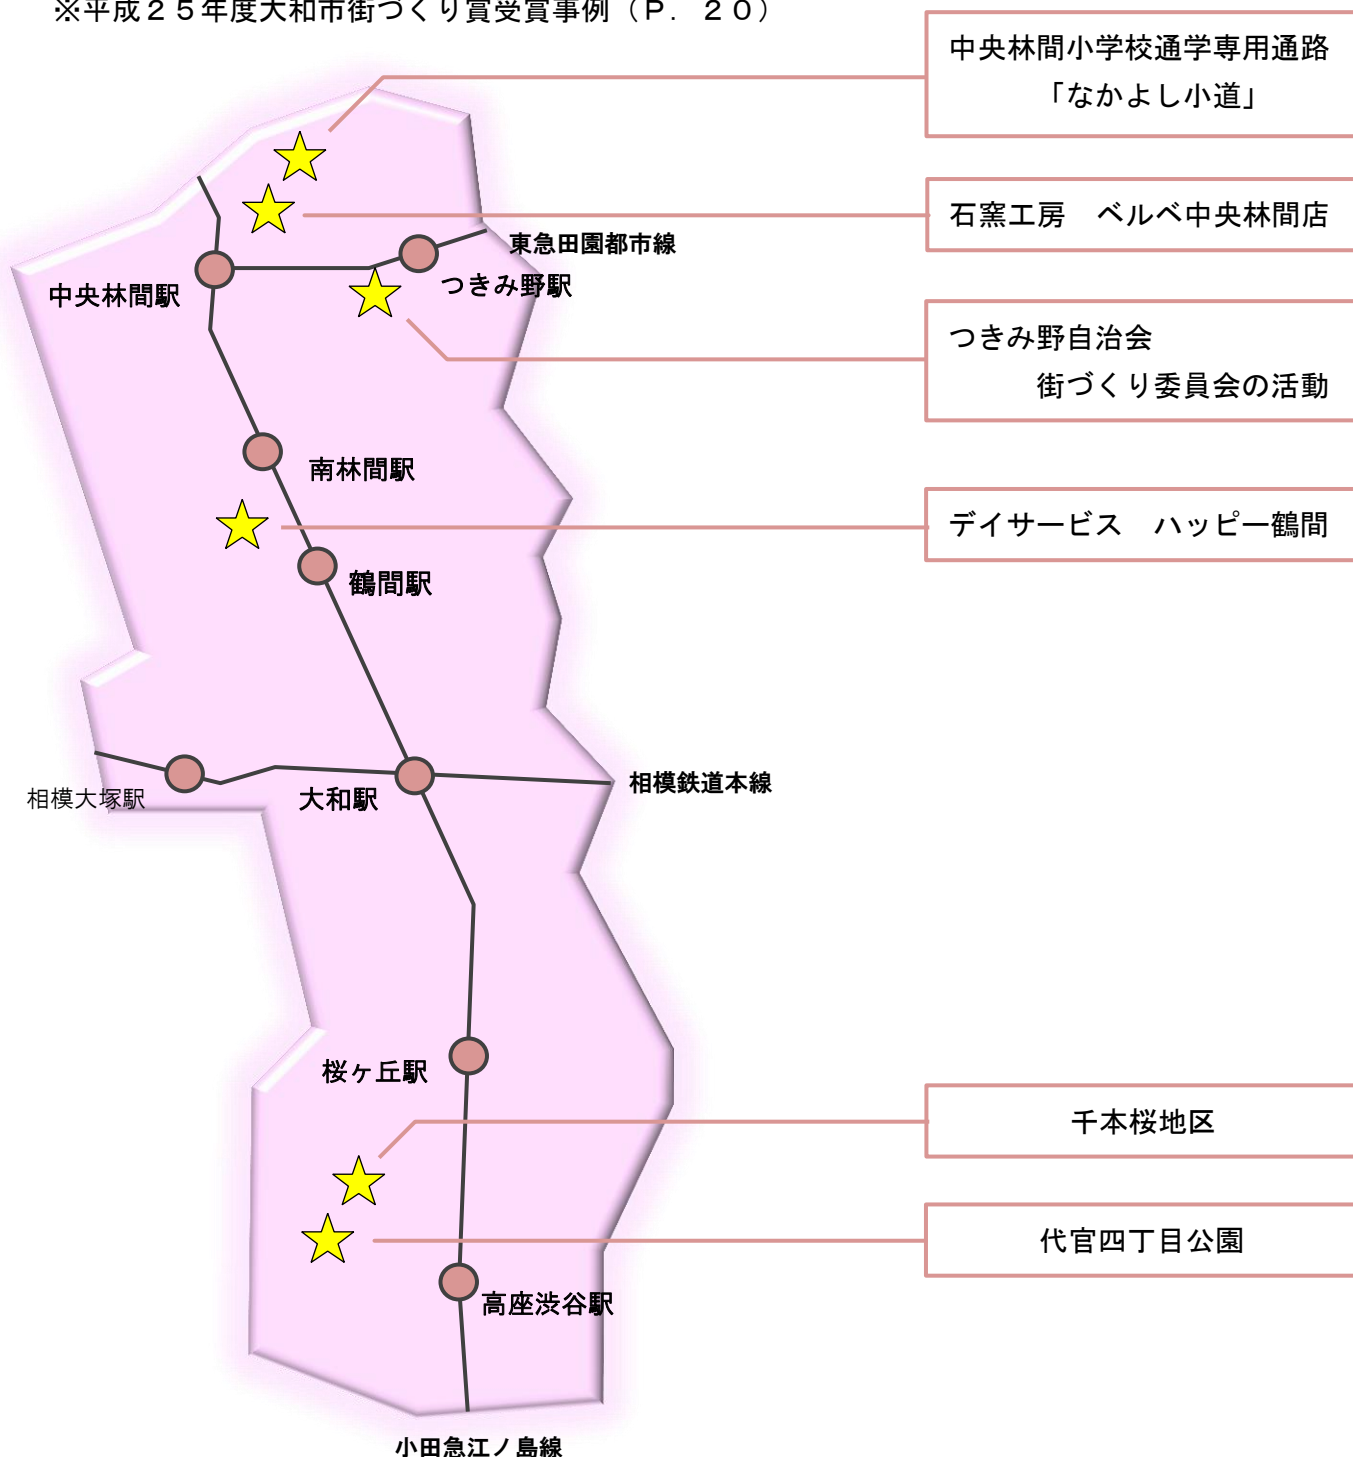 ※平成２５年度大和市街づくり賞受賞事例（Ｐ．２０）
中央林間小学校通学専用通路
「なかよし小道」
石窯工房　ベルベ中央林間店
東急田園都市線
つきみ野駅
中央林間駅
つきみ野自治会
街づくり委員会の活動
南林間駅
デイサービス　ハッピー鶴間
鶴間駅
相模鉄道本線
相模大塚駅
大和駅
桜ヶ丘駅
千本桜地区
代官四丁目公園
高座渋谷駅
小田急江ノ島線